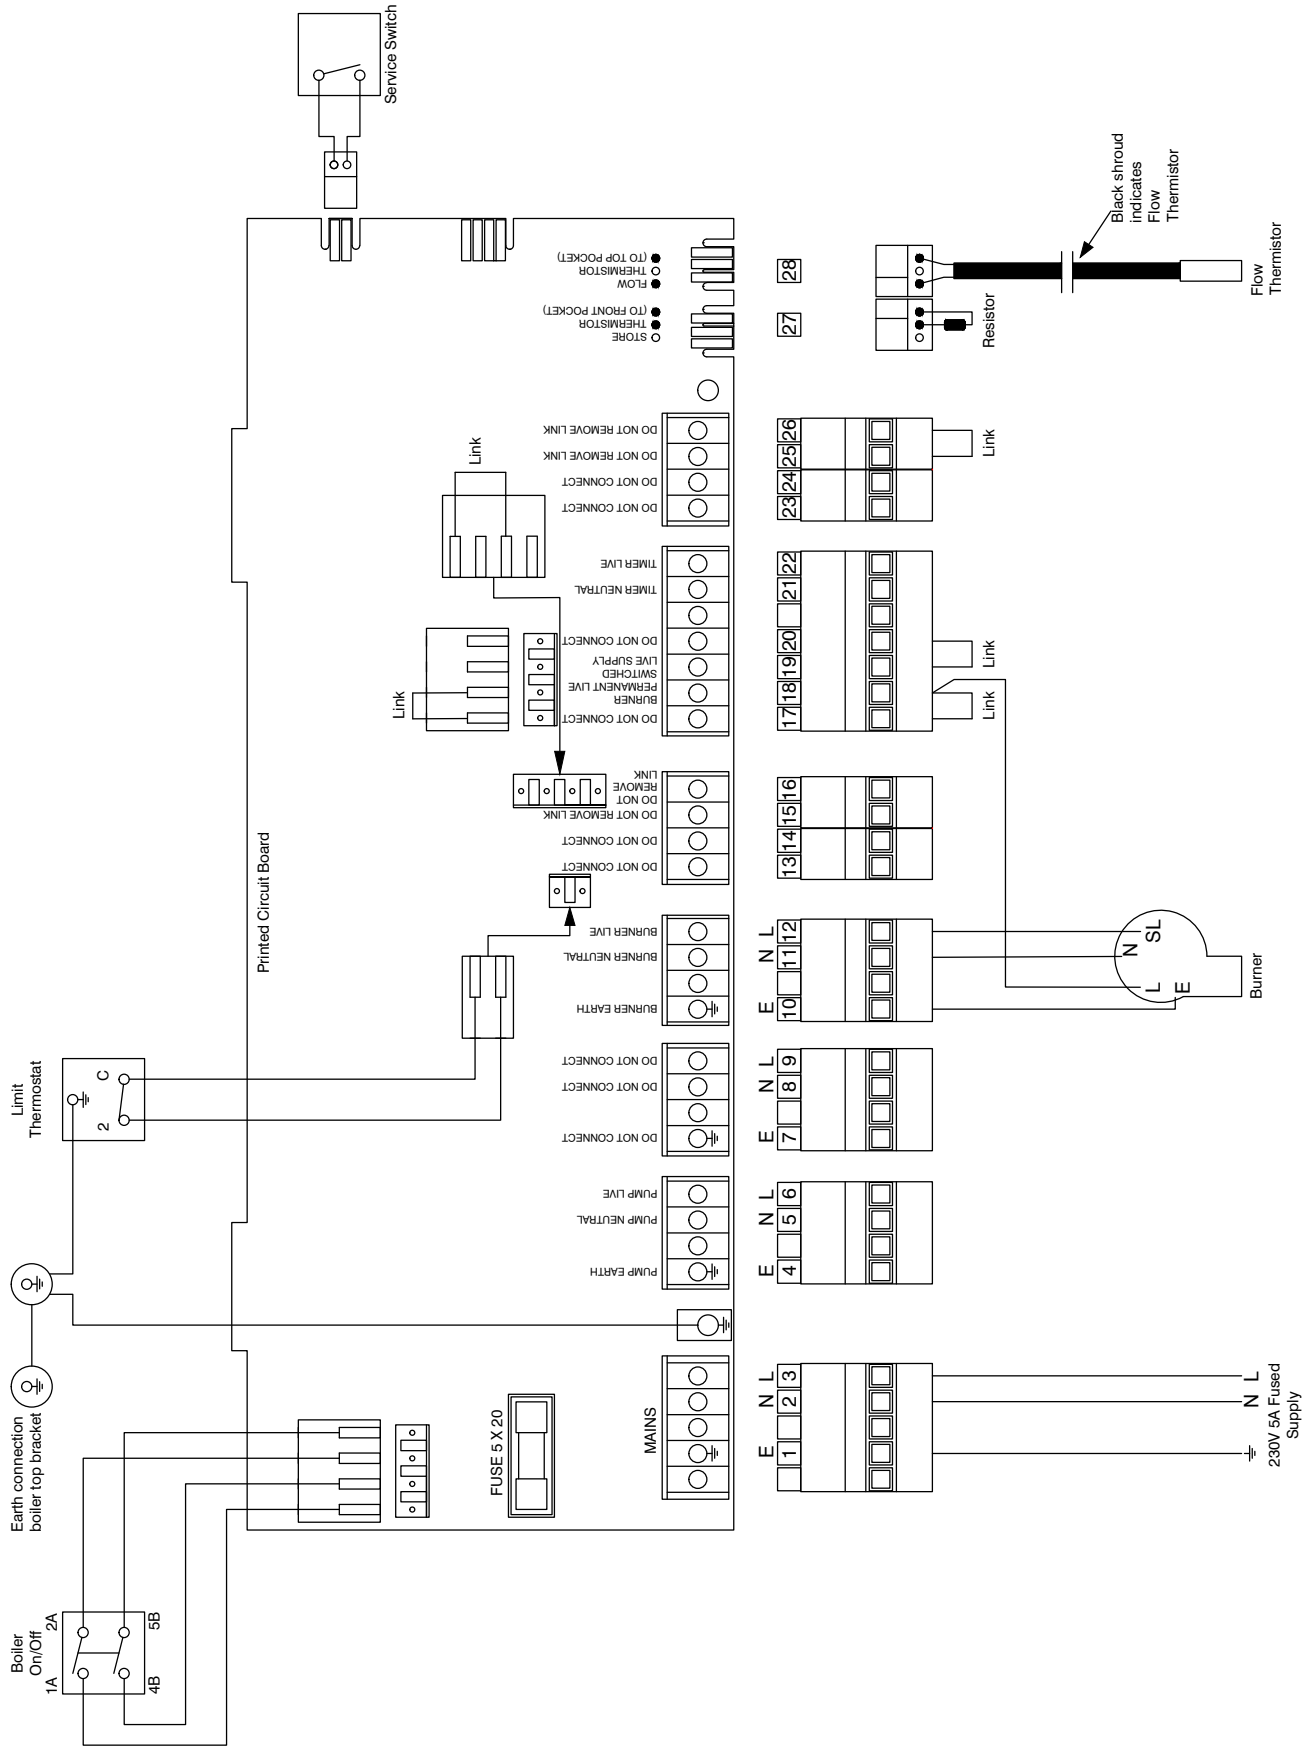 Boiler
On/Off
1A
2A
4B
5B
Earth connection
boiler top bracket
Limit
Thermostat
2
C
Service Switch
Printed Circuit Board
FUSE 5 X 20
Link
Link
MAINS
PUMP EARTH
PUMP NEUTRAL
PUMP LIVE
DO NOT CONNECT
DO NOT CONNECT
DO NOT CONNECT
BURNER EARTH
BURNER NEUTRAL
BURNER LIVE
DO NOT CONNECT
DO NOT CONNECT
DO NOT REMOVE LINK
DO NOT
REMOVE
LINK
DO NOT CONNECT
BURNER
PERMANENT LIVE
SWITCHED
LIVE SUPPLY
DO NOT CONNECT
TIMER NEUTRAL
TIMER LIVE
DO NOT CONNECT
DO NOT CONNECT
DO NOT REMOVE LINK
DO NOT REMOVE LINK
STORE
THERMISTOR
(TO FRONT POCKET)
FLOW
THERMISTOR
(TO TOP POCKET)
E N L
1 2 3
E N L
4 5 6
E N L
7 8 9
E N L
10 11 12
13 14 15 16
17 18 19 20 21 22
23 24 25 26
27
28
Link
Link
Link
Resistor
Black shroud
indicates
Flow
Thermistor
Flow
Thermistor
E
L
N
SL
Burner
N L
230V 5A Fused
Supply